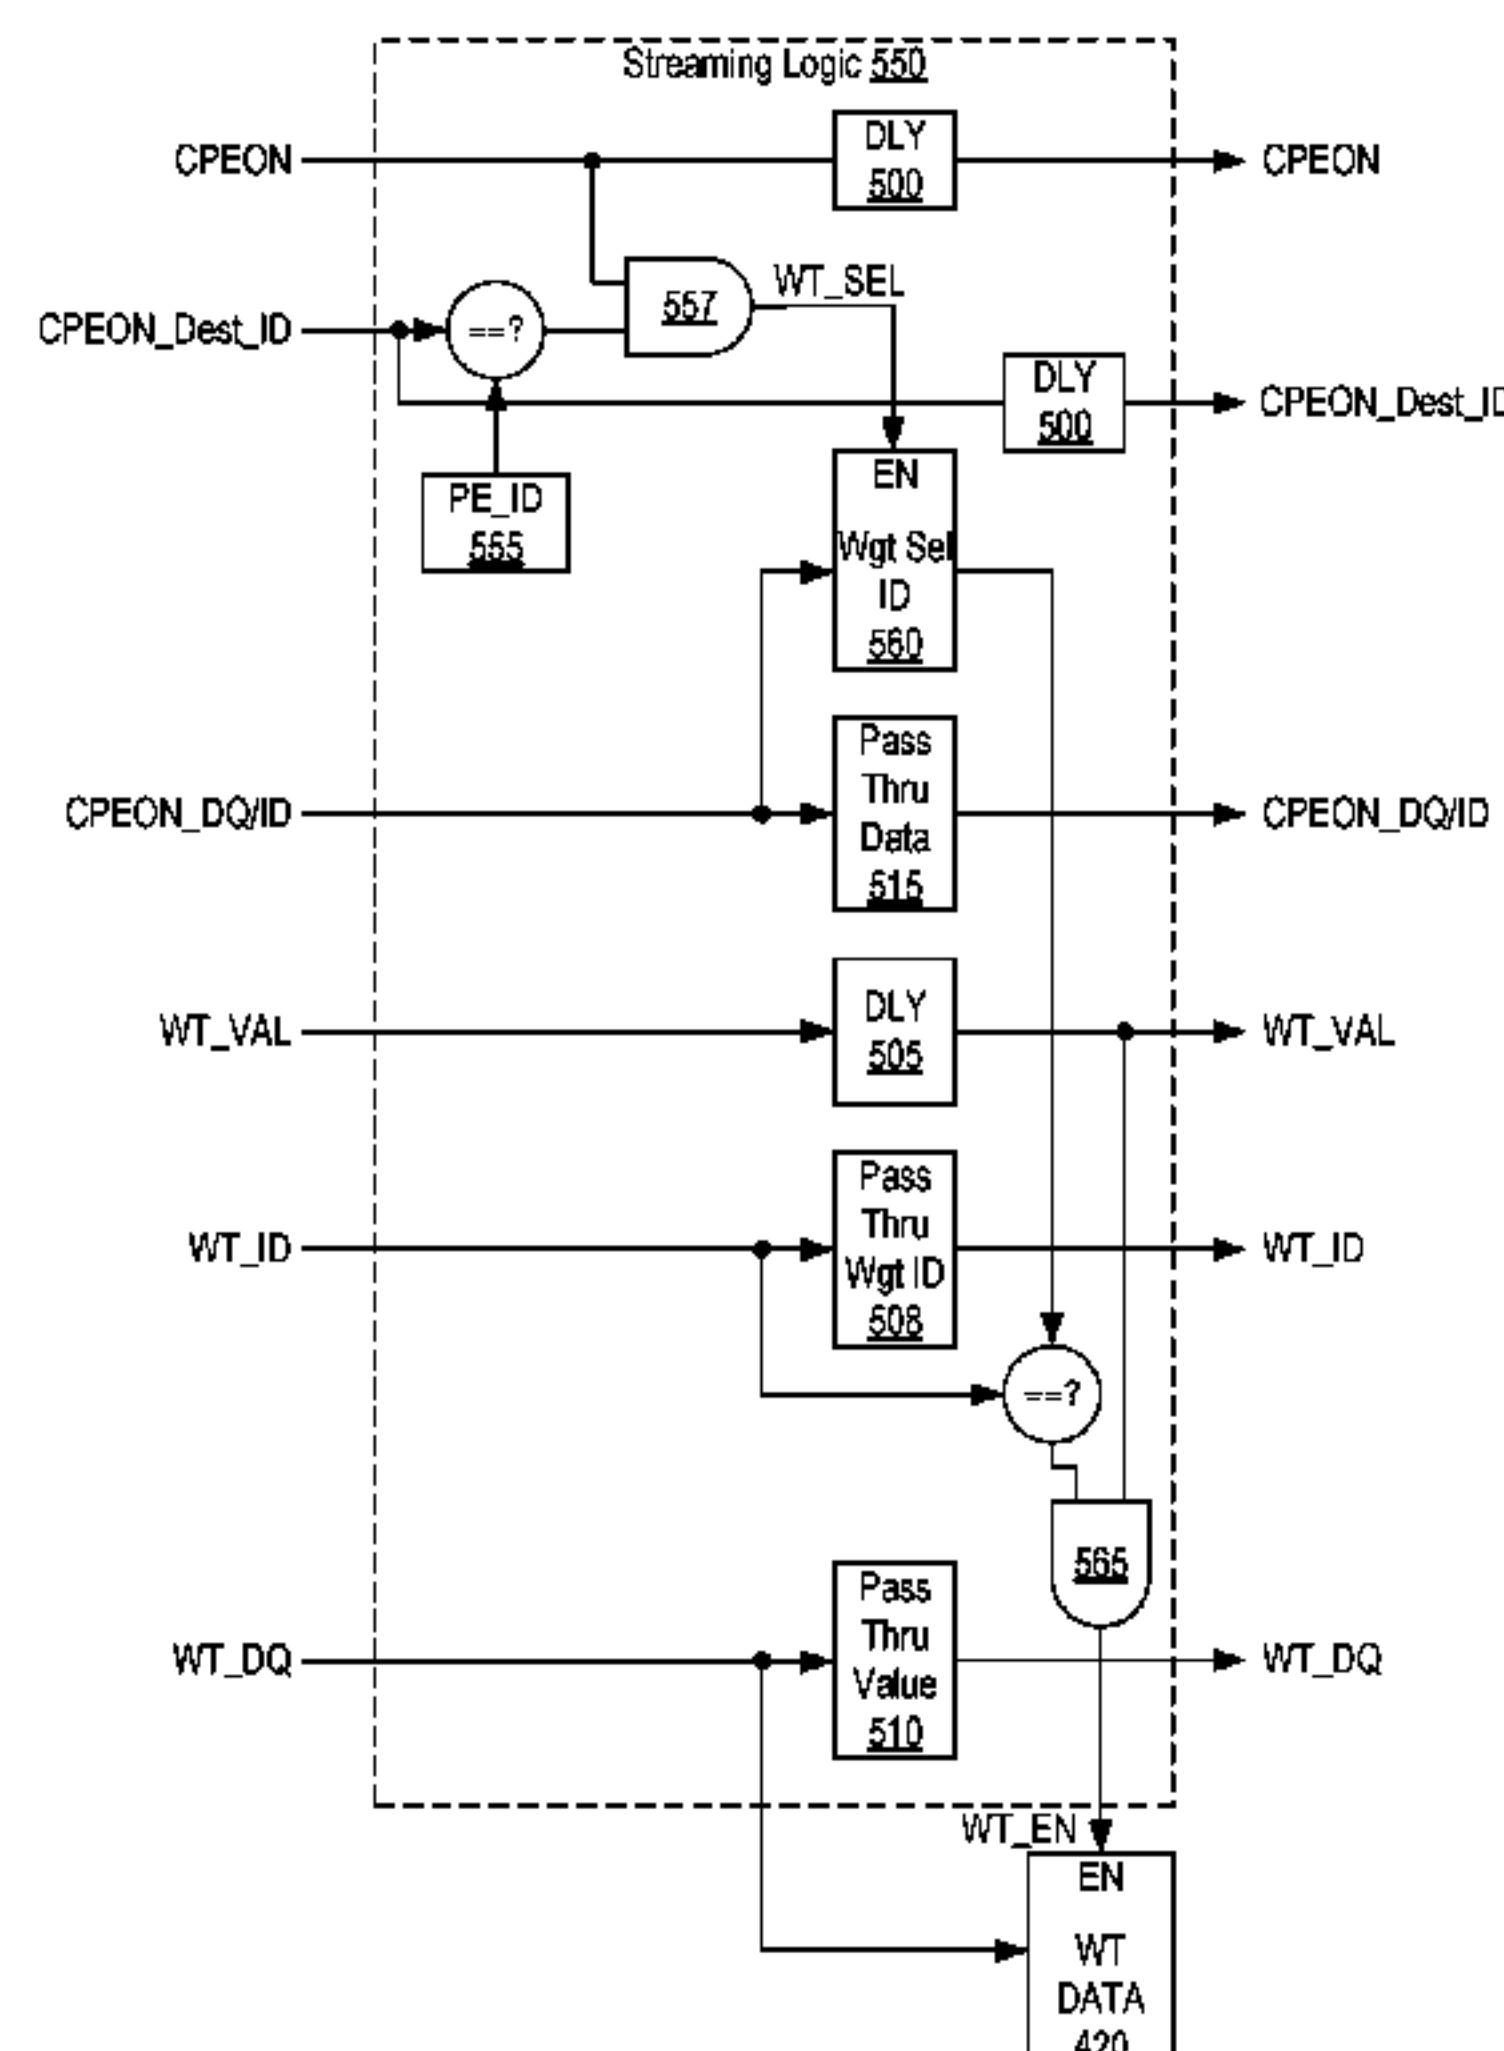 Streaming Logic 550
CPEON
DLY
500
CPEON
557
WT_SEL
CPEON_Dest_ID
==?
DLY
500
CPEON_Dest_ID
PE_ID
555
EN
Wgt Sel
ID
560
CPEON_DQ/ID
Pass
Thru
Data
515
CPEON_DQ/ID
WT_VAL
DLY
505
WT_VAL
WT_ID
Pass
Thru
Wgt ID
508
WT_ID
==?
565
WT_DQ
Pass
Thru
Value
510
WT_DQ
WT_EN
EN
WT
DATA
420